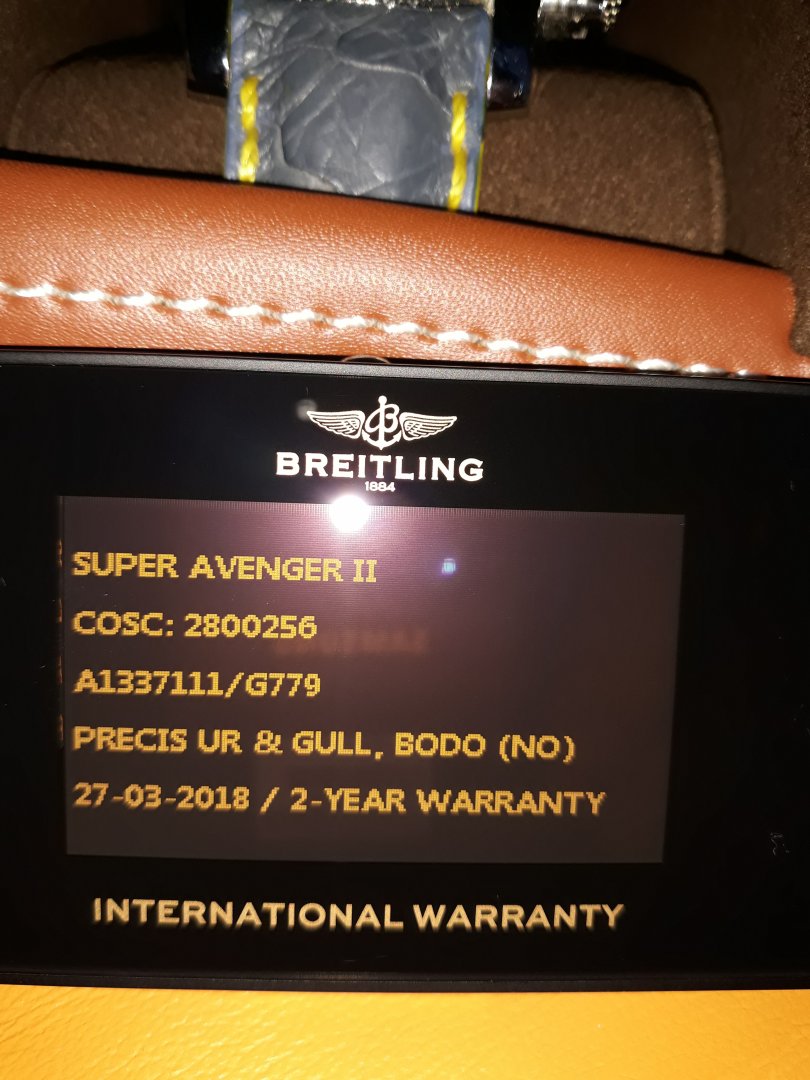 BREITLING
1884
SUPER AVENGER II
COSC: 2800256
A1337111/G779
PRECIS UR & GULL, BODO (NO)
27-03-2018 / 2-YEAR WARRANTY
INTERNATIONAL WARRANTY